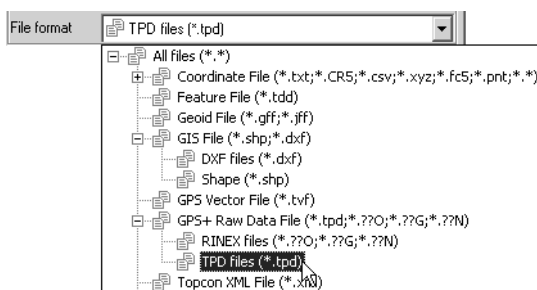 File format TPD files (*.tpd)
All files (*.*)
Coordinate File (*.txt;*.CR5;*.csv;*.xyz;*.fc5;*.pnt;*.*)
Feature File (*.tdd)
Geoid File (*.gff;*.jff)
GIS File (*.shp;*.dxf)
DXF files (*.dxf)
Shape (*.shp)
GPS Vector File (*.tvf)
GPS+ Raw Data File (*.tpd;*.??O;*.??G;*.??N)
RINEX files (*.??O;*.??G;*.??N)
TPD files (*.tpd)
Topcon XML File